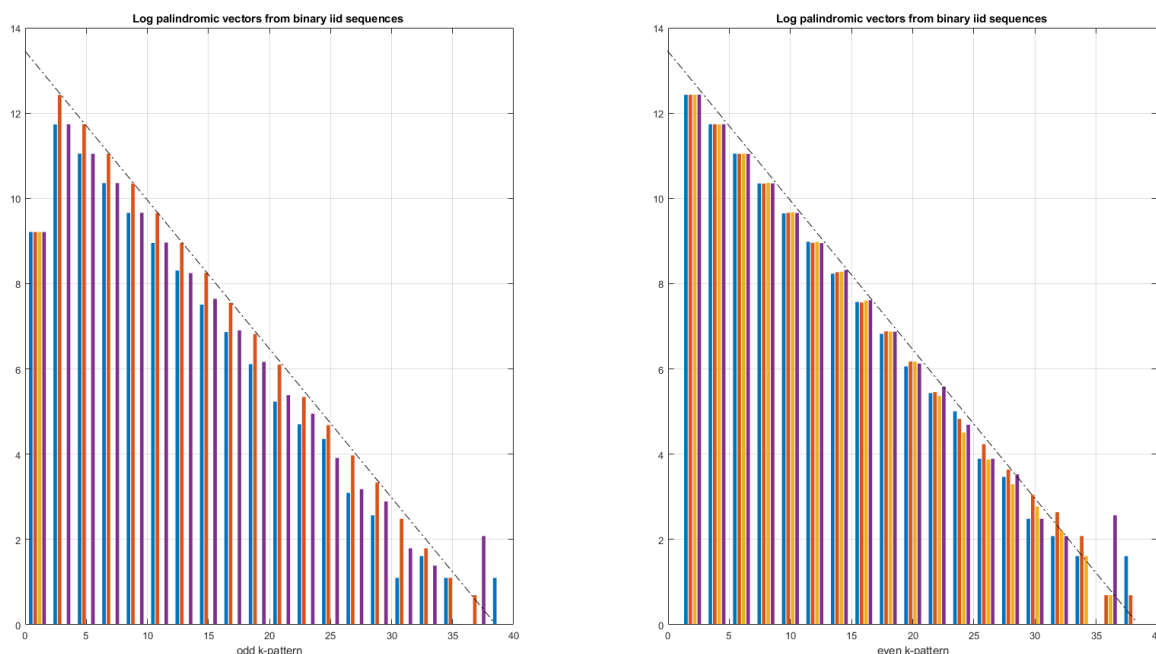 Log palindromic vectors from binary iid sequences
14
12
10
8
6
4
2
0
0 5 10 15 20 25 30 35 40
odd k-pattern
Log palindromic vectors from binary iid sequences
14
12
10
8
6
4
2
0
0 5 10 15 20 25 30 35
even k-pattern